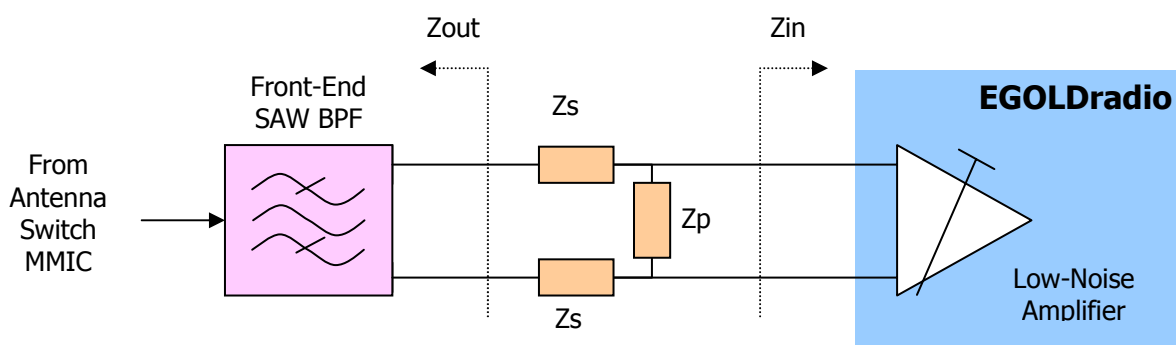 Zout
Zin
Front-End
SAW BPF
Zs
EGOLDradio
From
Antenna
Switch
MMIC
Zp
Low-Noise
Amplifier
Zs